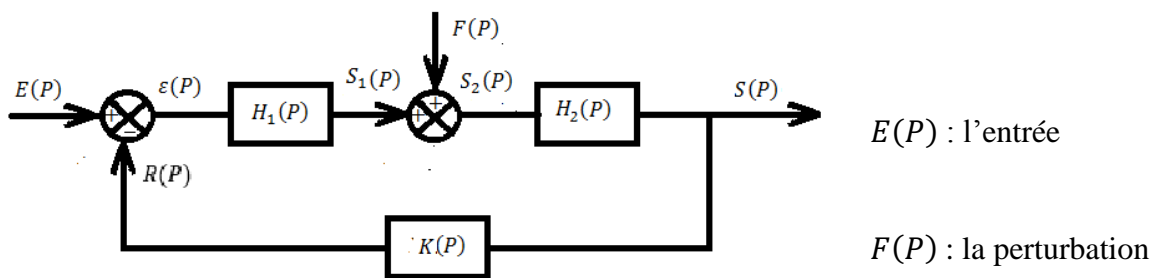 F(P)
E(P) ε(P) S₁(P) S₂(P) S(P)
+ − H₁(P) + + H₂(P)
E(P) : l’entrée
R(P)
K(P)
F(P) : la perturbation